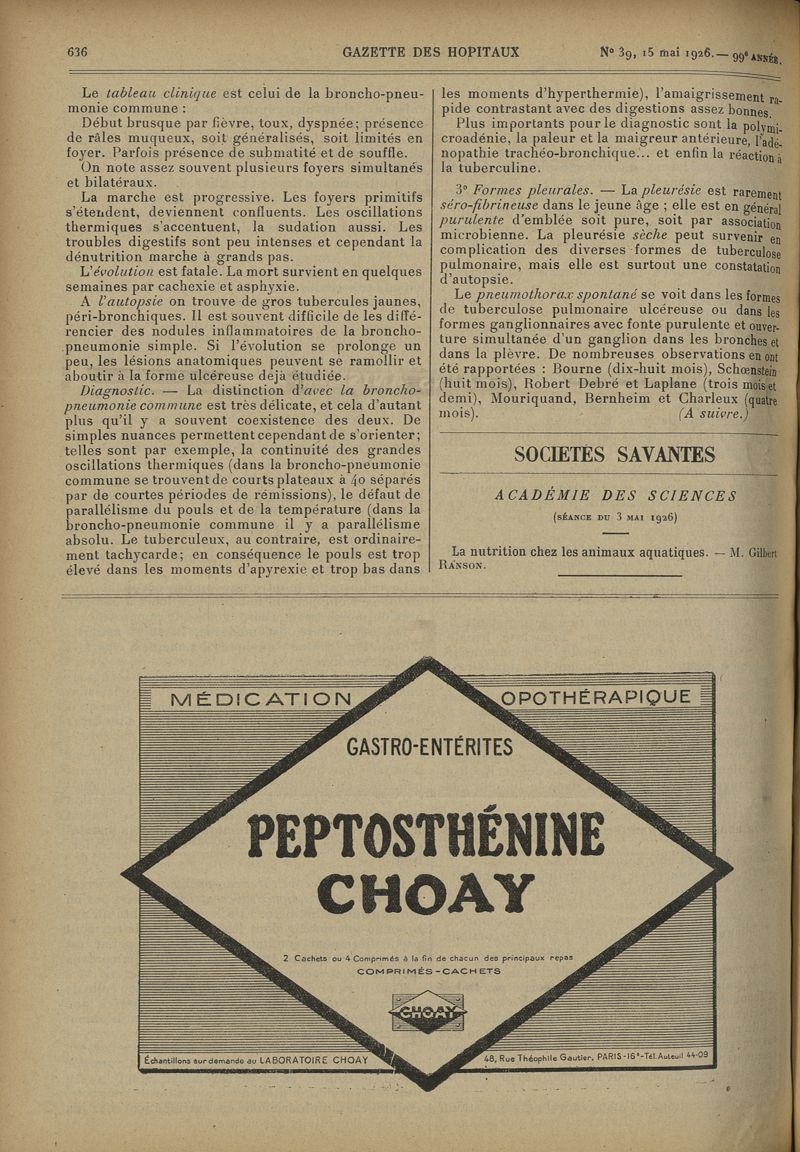 636
GAZETTE DES HOPITAUX
N° 39, 15 mai 1926. — 99e ANNÉE.
Le tableau clinique est celui de la broncho-pneu-
monie commune :
Début brusque par fièvre, toux, dyspnée; présence
de râles muqueux, soit généralisés, soit limités en
foyer. Parfois présence de submatité et de souffle.
On note assez souvent plusieurs foyers simultanés
et bilatéraux.
La marche est progressive. Les foyers primitifs
s'étendent, deviennent confluents. Les oscillations
thermiques s'accentuent, la sudation aussi. Les
troubles digestifs sont peu intenses et cependant la
dénutrition marche à grands pas.
L'évolution est fatale. La mort survient en quelques
semaines par cachexie et asphyxie.
A l'autopsie on trouve de gros tubercules jaunes,
péri-bronchiques. Il est souvent difficile de les diffé-
rencier des nodules inflammatoires de la broncho-
pneumonie simple. Si l'évolution se prolonge un
peu, les lésions anatomiques peuvent se ramollir et
aboutir à la forme ulcéreuse dejà étudiée.
Diagnostic. — La distinction d'avec la broncho-
pneumonie commune est très délicate, et cela d'autant
plus qu'il y a souvent coexistence des deux. De
simples nuances permettent cependant de s'orienter;
telles sont par exemple, la continuité des grandes
oscillations thermiques (dans la broncho-pneumonie
commune se trouvent de courts plateaux à 40 séparés
par de courtes périodes de rémissions), le défaut de
parallélisme du pouls et de la température (dans la
broncho-pneumonie commune il y a parallélisme
absolu. Le tuberculeux, au contraire, est ordinaire-
ment tachycarde; en conséquence le pouls est trop
élevé dans les moments d'apyrexie et trop bas dans
les moments d'hyperthermie), l'amaigrissement ra-
pide contrastant avec des digestions assez bonnes.
Plus importants pour le diagnostic sont la polymi-
croadénie, la paleur et la maigreur antérieure, l'adé-
nopathie trachéo-bronchique... et enfin la réaction à
la tuberculine.
3° Formes pleurales. — La pleurésie est rarement
séro-fibrineuse dans le jeune âge ; elle est en général
purulente d'emblée soit pure, soit par association
microbienne. La pleurésie sèche peut survenir en
complication des diverses formes de tuberculose
pulmonaire, mais elle est surtout une constatation
d'autopsie.
Le pneumothorax spontané se voit dans les formes
de tuberculose pulmonaire ulcéreuse ou dans les
formes ganglionnaires avec fonte purulente et ouver-
ture simultanée d'un ganglion dans les bronches et
dans la plèvre. De nombreuses observations en ont
été rapportées : Bourne (dix-huit mois), Schœnstein
(huit mois), Robert Debré et Laplane (trois mois et
demi), Mouriquand, Bernheim et Charleux (quatre
mois). (A suivre.)
SOCIETÉS SAVANTES
ACADÉMIE DES SCIENCES
(SÉANCE DU 3 MAI 1926)
La nutrition chez les animaux aquatiques. — M. Gilbert
RANSON.
MÉDICATION OPOTHÉRAPIQUE
GASTRO-ENTÉRITES
PEPTOSTHÉNINE
CHOAY
2 Cachets ou 4 Comprimés à la fin de chacun des principaux repas
COMPRIMÉS-CACHETS
CHOAY
Échantillons sur demande au LABORATOIRE CHOAY
48, Rue Théophile Gautier, PARIS-16e-Tél. Auteuil 44-09